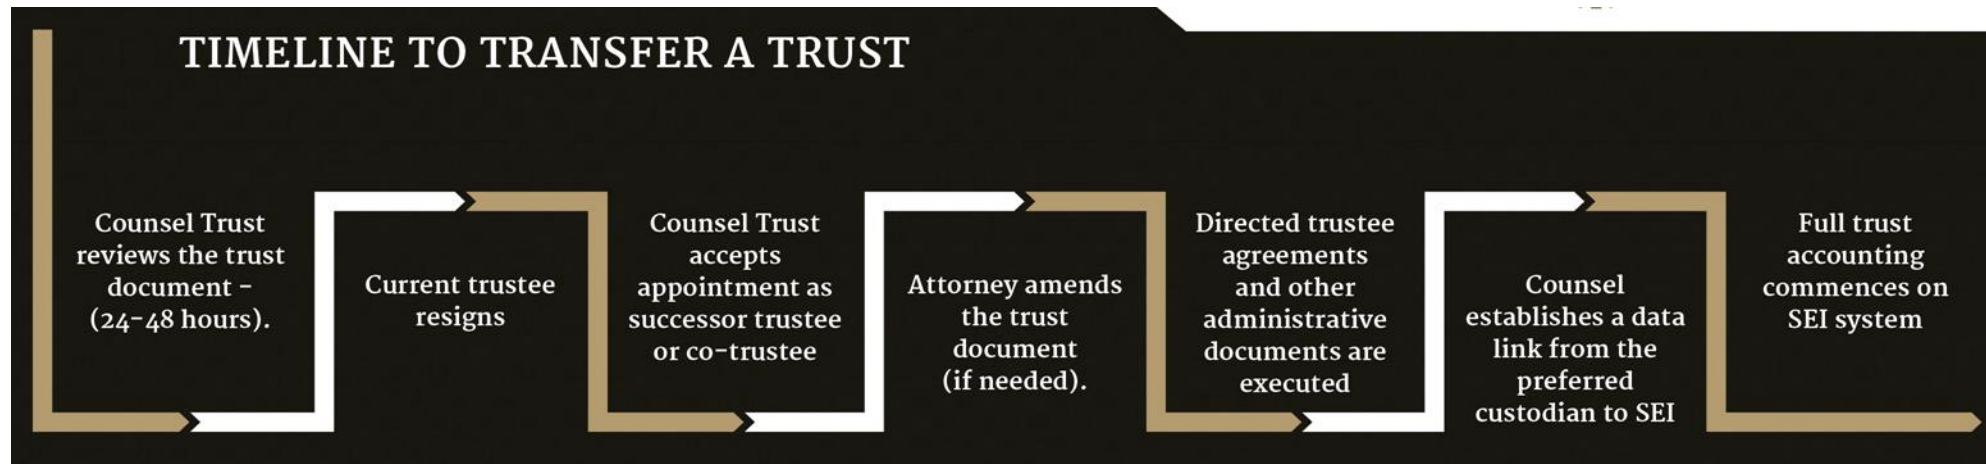 TIMELINE TO TRANSFER A TRUST
Counsel Trust
reviews the trust
document -
(24-48 hours).
Current trustee
resigns
Counsel Trust
accepts
appointment as
successor trustee
or co-trustee
Attorney amends
the trust
document
(if needed).
Directed trustee
agreements
and other
administrative
documents are
executed
Counsel
establishes a data
link from the
preferred
custodian to SEI
Full trust
accounting
commences on
SEI system